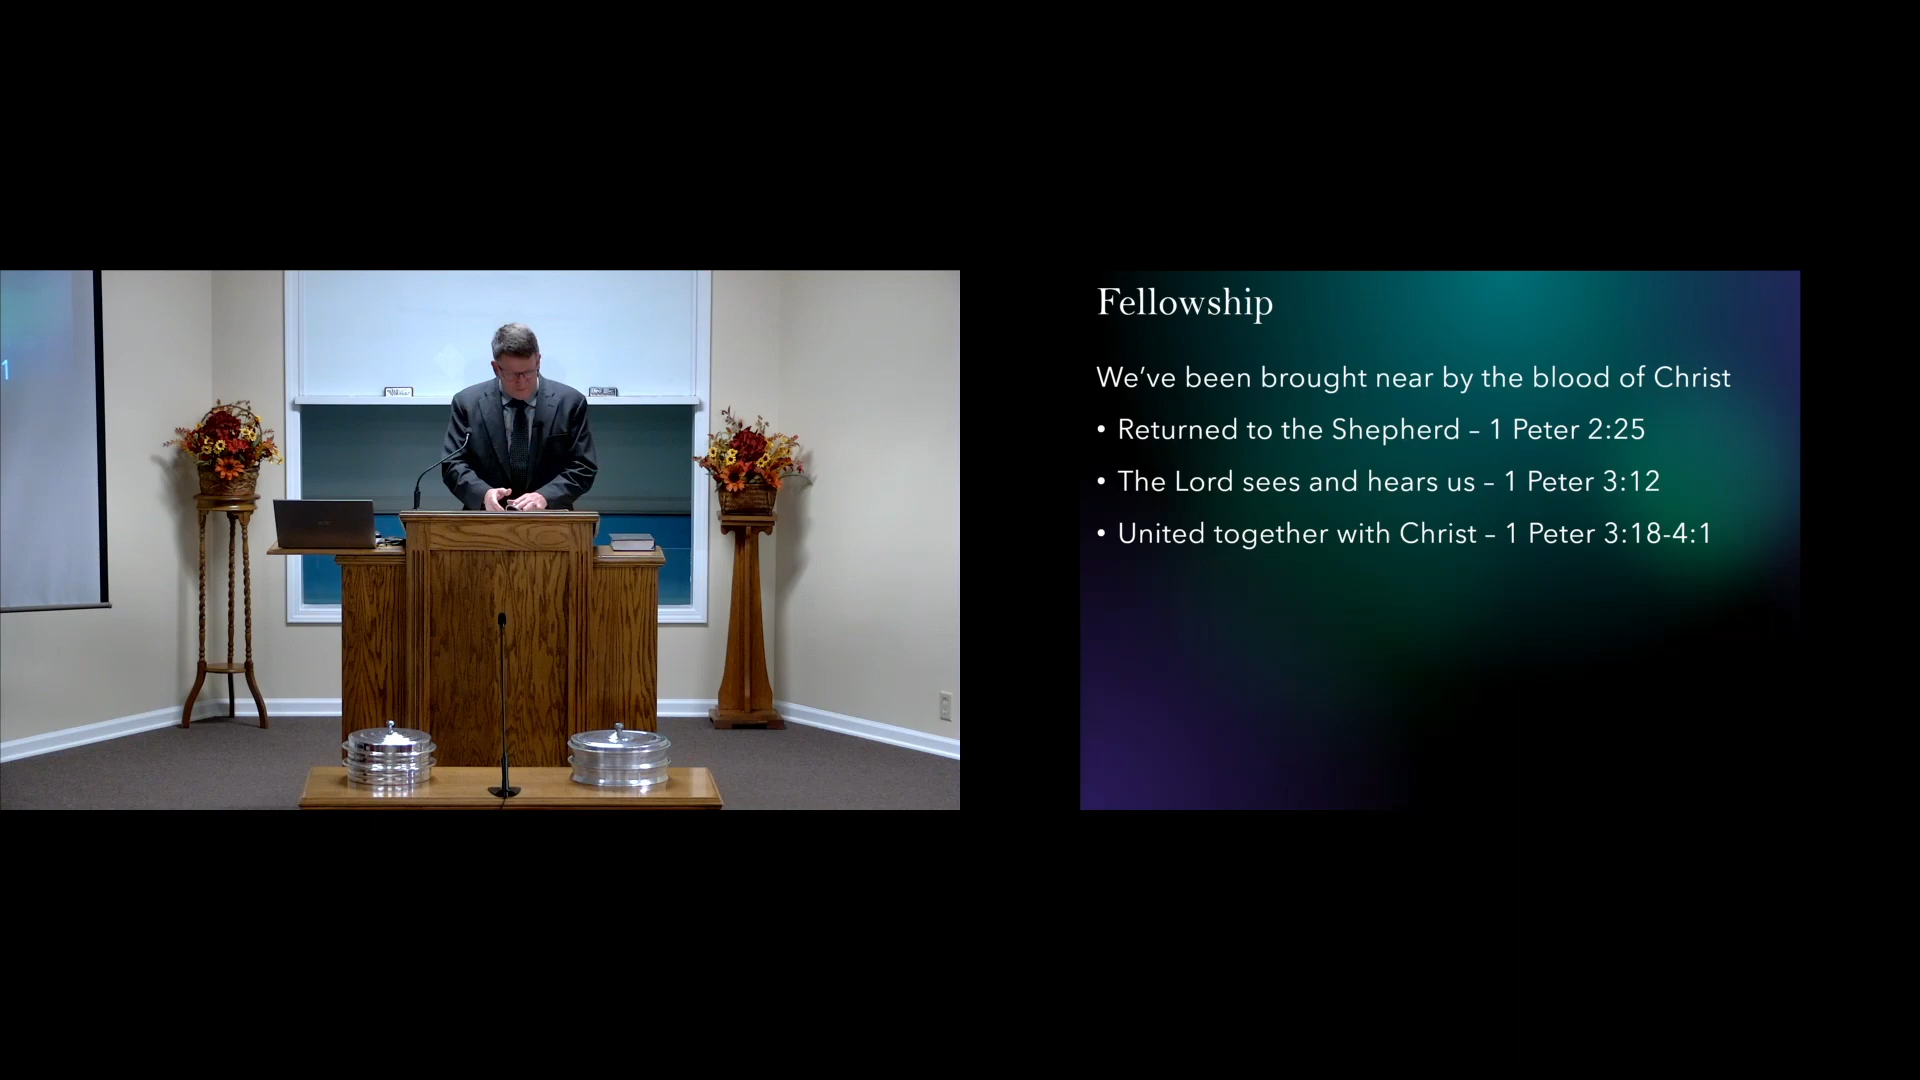 1
Fellowship
We’ve been brought near by the blood of Christ
• Returned to the Shepherd – 1 Peter 2:25
• The Lord sees and hears us – 1 Peter 3:12
• United together with Christ – 1 Peter 3:18-4:1